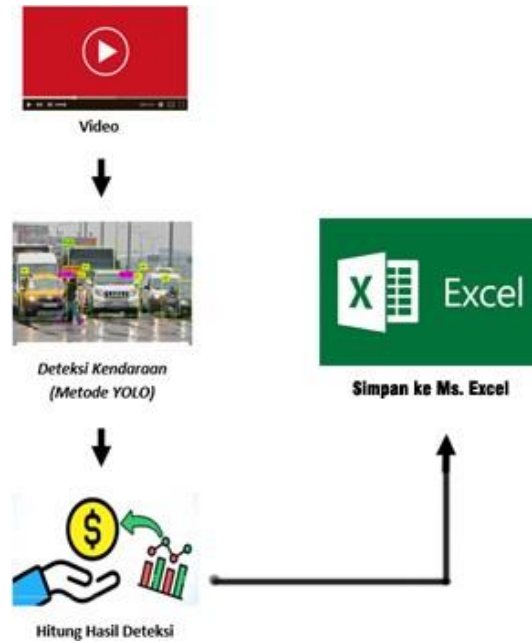 Video
Deteksi Kendaraan
(Metode YOLO)
X Excel
Simpan ke Ms. Excel
$
Hitung Hasil Deteksi